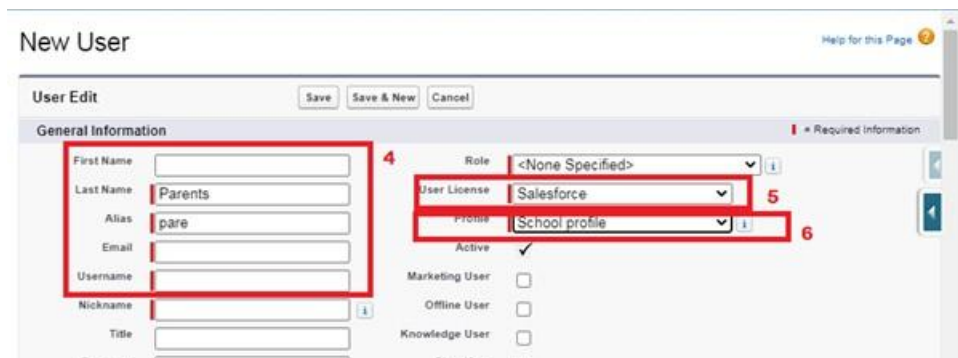 New User
Help for this Page
User Edit Save Save & New Cancel
General Information = Required Information
First Name 4 Role <None Specified>
Last Name Parents User License Salesforce 5
Alias pare Profile School profile 6
Email Active
Username Marketing User
Nickname Offline User
Title Knowledge User